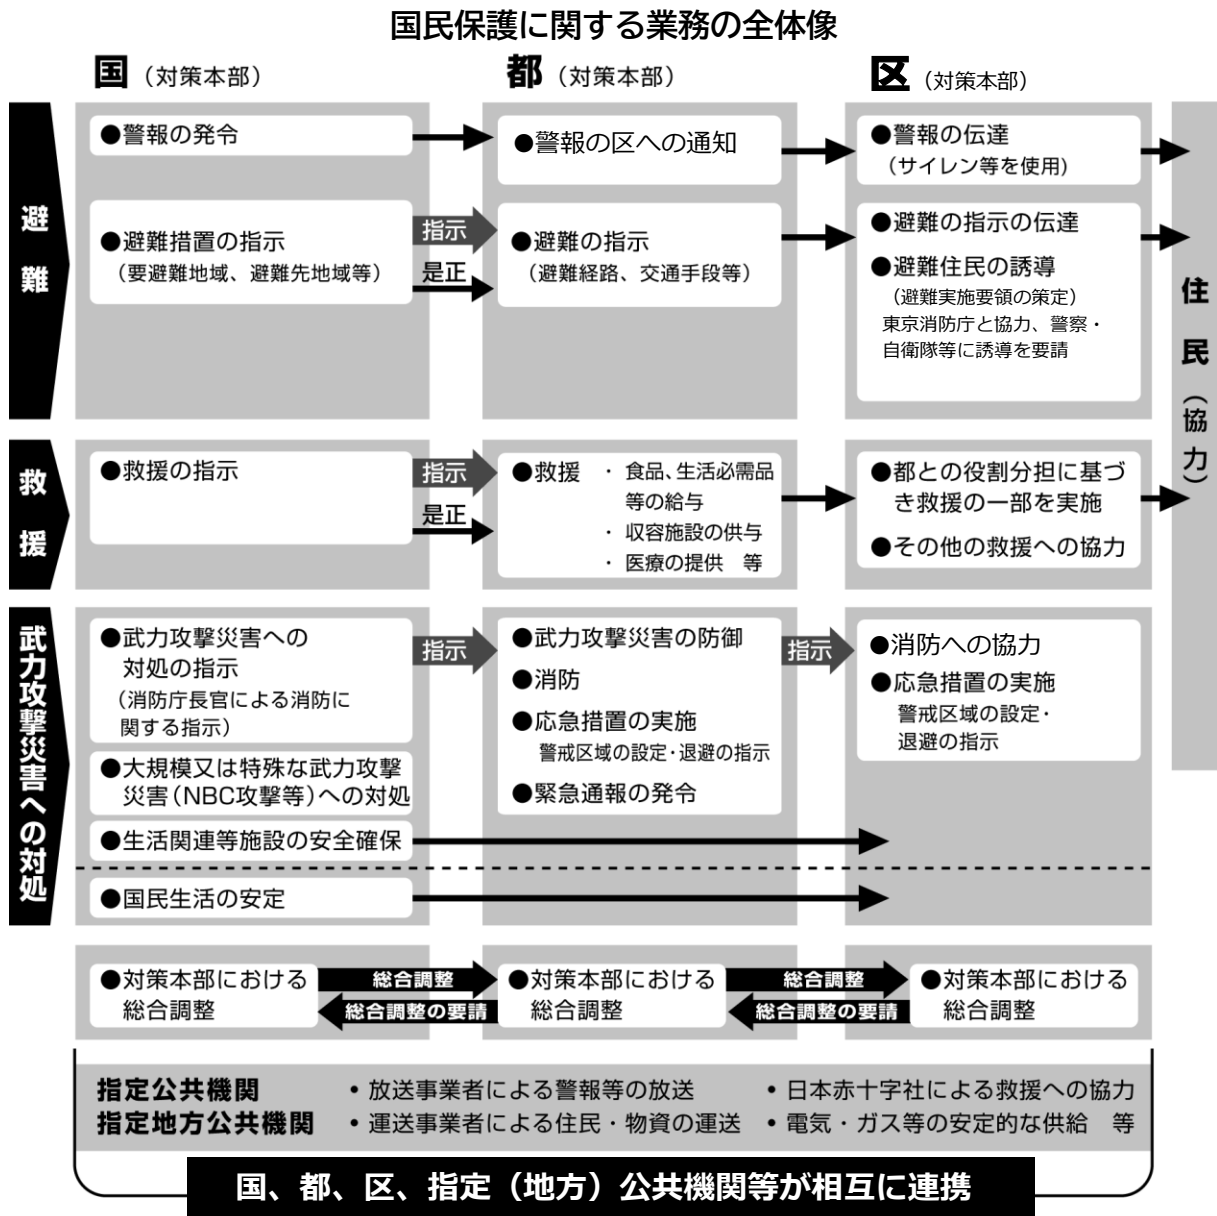 国民保護に関する業務の全体像
国（対策本部）
都（対策本部）
区（対策本部）
避難
●警報の発令
●警報の区への通知
●警報の伝達
（サイレン等を使用）
●避難措置の指示
（要避難地域、避難先地域等）
指示
是正
●避難の指示
（避難経路、交通手段等）
●避難の指示の伝達
●避難住民の誘導
（避難実施要領の策定）
東京消防庁と協力、警察・
自衛隊等に誘導を要請
住民（協力）
救援
●救援の指示
指示
是正
●救援 ・ 食品、生活必需品
等の給与
・ 収容施設の供与
・ 医療の提供　等
●都との役割分担に基づ
き救援の一部を実施
●その他の救援への協力
武力攻撃災害への対処
●武力攻撃災害への
対処の指示
（消防庁長官による消防に
関する指示）
●大規模又は特殊な武力攻撃
災害（NBC攻撃等）への対処
●生活関連等施設の安全確保
●国民生活の安定
指示
●武力攻撃災害の防御
●消防
●応急措置の実施
警戒区域の設定・退避の指示
●緊急通報の発令
指示
●消防への協力
●応急措置の実施
警戒区域の設定・
退避の指示
●対策本部における
総合調整
総合調整
総合調整の要請
●対策本部における
総合調整
総合調整
総合調整の要請
●対策本部における
総合調整
指定公共機関
指定地方公共機関
・放送事業者による警報等の放送
・運送事業者による住民・物資の運送
・日本赤十字社による救援への協力
・電気・ガス等の安定的な供給　等
国、都、区、指定（地方）公共機関等が相互に連携